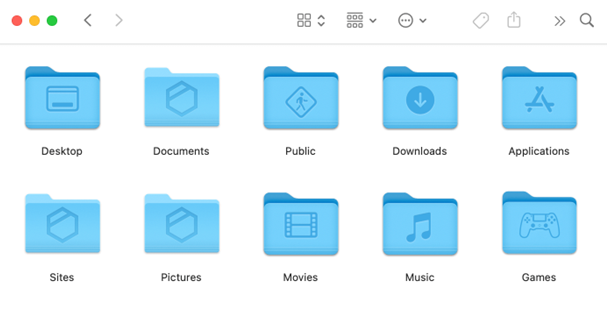 Desktop
Documents
Public
Downloads
Applications
Sites
Pictures
Movies
Music
Games